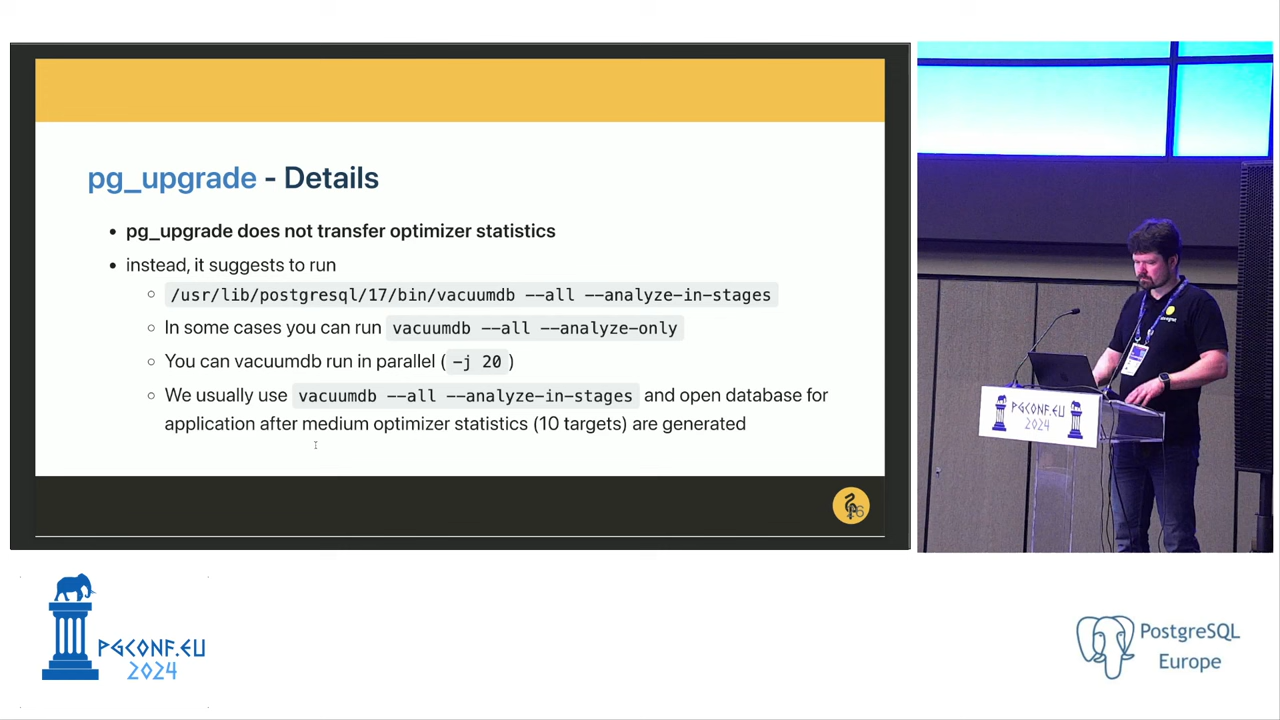 pg_upgrade - Details
• pg_upgrade does not transfer optimizer statistics
• instead, it suggests to run
○ /usr/lib/postgresql/17/bin/vacuumdb --all --analyze-in-stages
○ In some cases you can run vacuumdb --all --analyze-only
○ You can vacuumdb run in parallel ( -j 20 )
○ We usually use vacuumdb --all --analyze-in-stages and open database for
application after medium optimizer statistics (10 targets) are generated
PGCONF.EU
2024
PGCONF.EU
2024
PostgreSQL
Europe